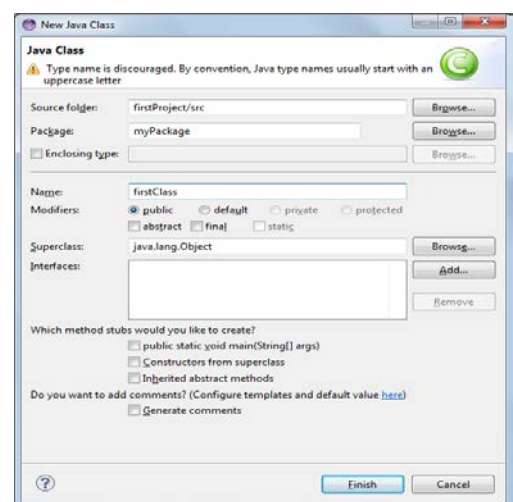 New Java Class
Java Class
Type name is discouraged. By convention, Java type names usually start with an
uppercase letter
Source folder: firstProject/src Browse...
Package: myPackage Browse...
Enclosing type: Browse...
Name: firstClass
Modifiers: public default private protected
abstract final static
Superclass: java.lang.Object Browse...
Interfaces: Add...
Remove
Which method stubs would you like to create?
public static void main(String[] args)
Constructors from superclass
Inherited abstract methods
Do you want to add comments? (Configure templates and default value here)
Generate comments
? Finish Cancel